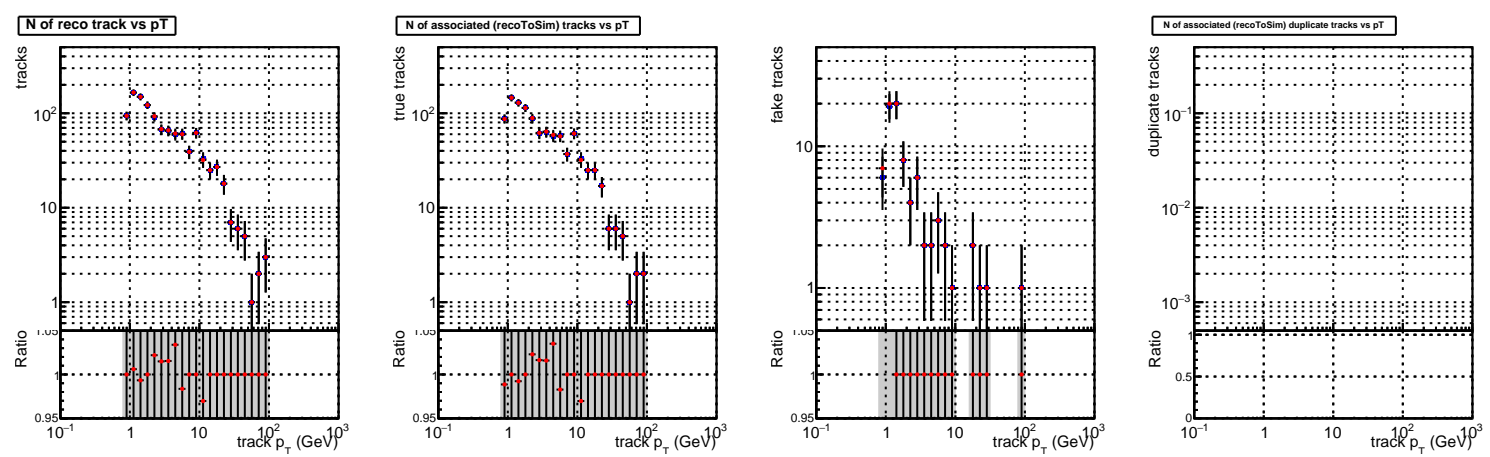 N of reco track vs pT
tracks
10²
10
1
Ratio
1.05
1
0.95
10⁻¹ 1 10 10² 10³
track p_T (GeV)
N of associated (recoToSim) tracks vs pT
true tracks
10²
10
1
Ratio
1.05
1
0.95
10⁻¹ 1 10 10² 10³
track p_T (GeV)
fake tracks
10
1
Ratio
1.05
1
0.95
10⁻¹ 1 10 10² 10³
track p_T (GeV)
N of associated (recoToSim) duplicate tracks vs pT
duplicate tracks
10⁻¹
10⁻²
10⁻³
Ratio
1
0.5
0
10⁻¹ 1 10 10² 10³
track p_T (GeV)